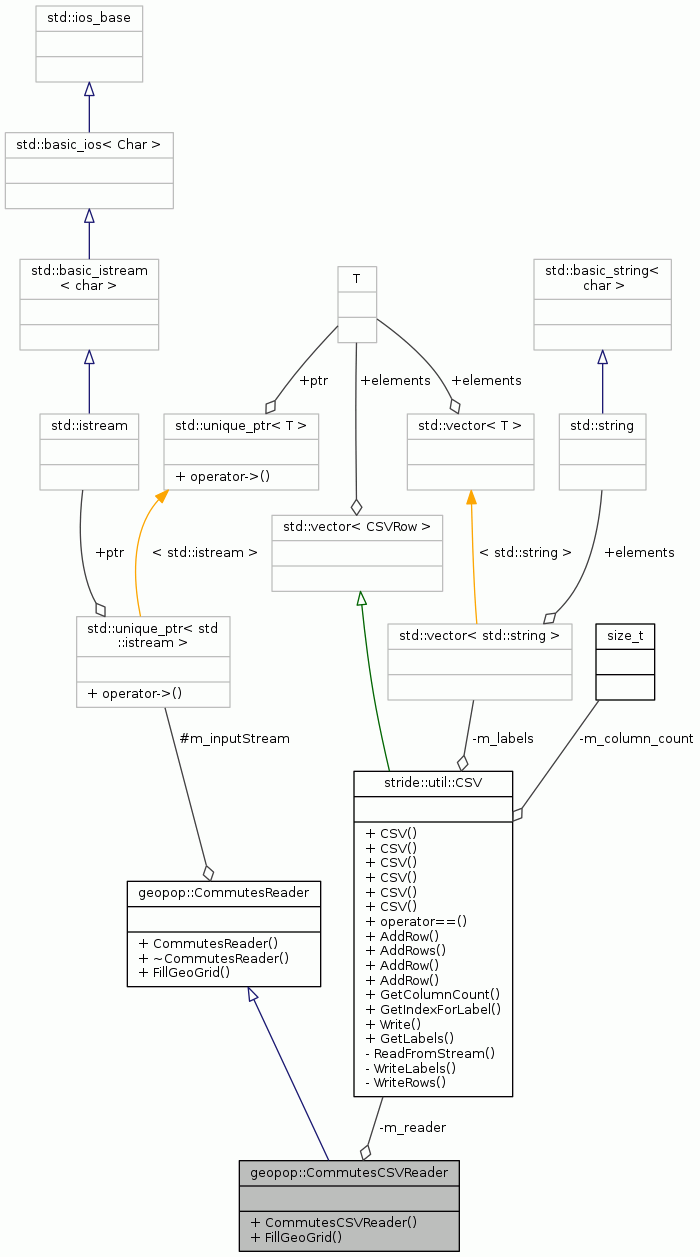 std::ios_base
std::basic_ios< Char >
std::basic_istream
< char >
T
std::basic_string<
char >
+ptr
+elements
+elements
std::istream
std::unique_ptr< T >
+ operator->()
std::vector< T >
std::string
std::vector< CSVRow >
+ptr
< std::istream >
< std::string >
+elements
std::unique_ptr< std
::istream >
+ operator->()
std::vector< std::string >
size_t
#m_inputStream
-m_labels
-m_column_count
stride::util::CSV
+ CSV()
+ CSV()
+ CSV()
+ CSV()
+ CSV()
+ CSV()
+ operator==()
+ AddRow()
+ AddRows()
+ AddRow()
+ AddRow()
+ GetColumnCount()
+ GetIndexForLabel()
+ Write()
+ GetLabels()
- ReadFromStream()
- WriteLabels()
- WriteRows()
geopop::CommutesReader
+ CommutesReader()
+ ~CommutesReader()
+ FillGeoGrid()
-m_reader
geopop::CommutesCSVReader
+ CommutesCSVReader()
+ FillGeoGrid()